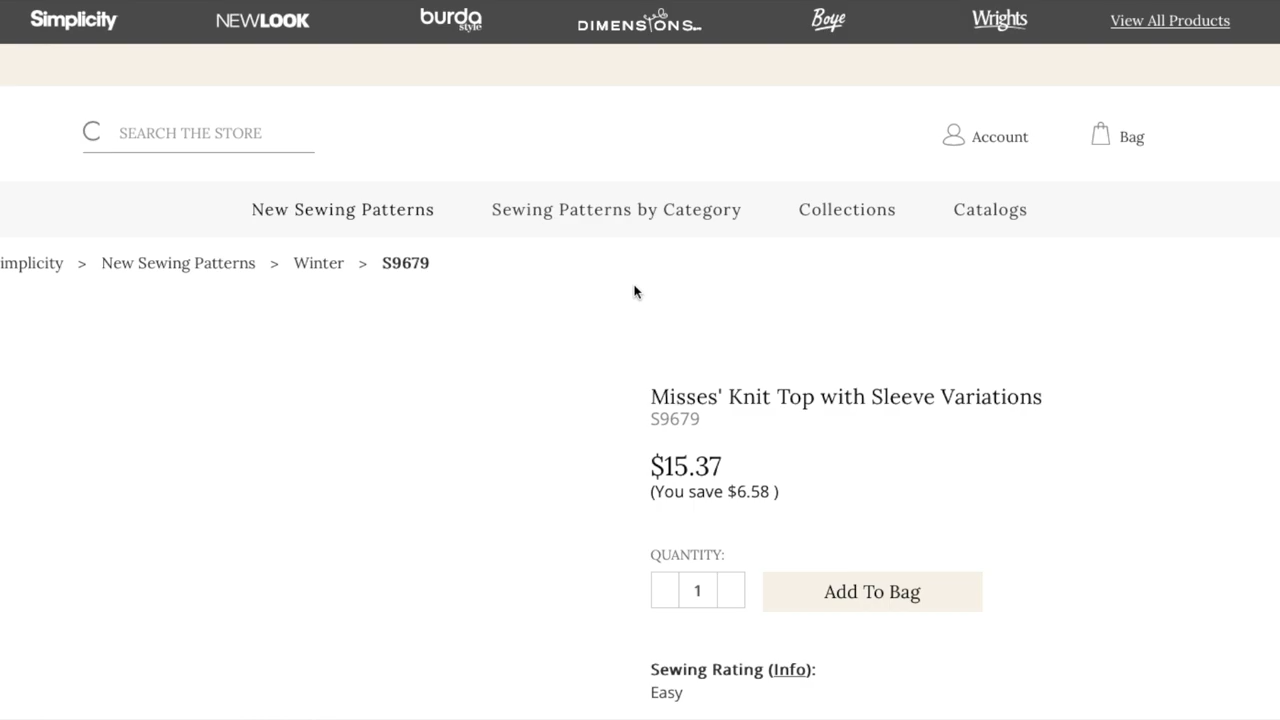 Simplicity NEWLOOK burda style DIMENSIONS Boye Wrights View All Products
SEARCH THE STORE Account Bag
New Sewing Patterns Sewing Patterns by Category Collections Catalogs
implicity > New Sewing Patterns > Winter > S9679
Misses' Knit Top with Sleeve Variations
S9679
$15.37
(You save $6.58 )
QUANTITY:
1 Add To Bag
Sewing Rating (Info):
Easy